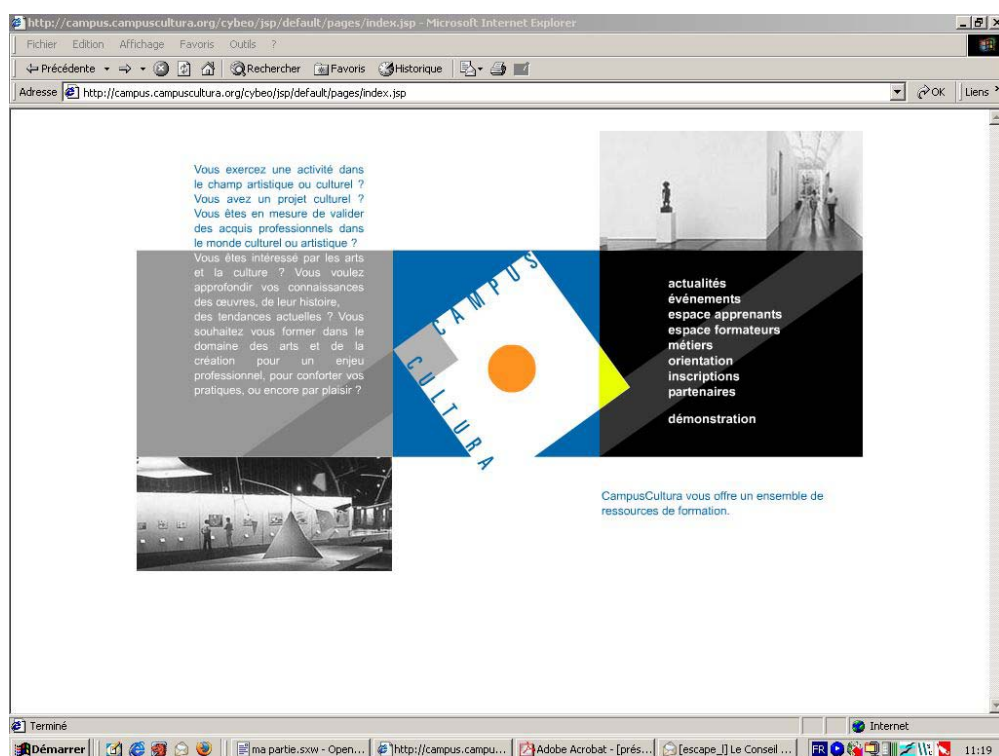 http://campus.campuscultura.org/cybeo/jsp/default/pages/index.jsp - Microsoft Internet Explorer
Fichier Edition Affichage Favoris Outils ?
Précédente Rechercher Favoris Historique
Adresse http://campus.campuscultura.org/cybeo/jsp/default/pages/index.jsp OK Liens
Vous exercez une activité dans
le champ artistique ou culturel ?
Vous avez un projet culturel ?
Vous êtes en mesure de valider
des acquis professionnels dans
le monde culturel ou artistique ?
Vous êtes intéressé par les arts
et la culture ? Vous voulez
approfondir vos connaissances
des œuvres, de leur histoire,
des tendances actuelles ? Vous
souhaitez vous former dans le
domaine des arts et de la
création pour un enjeu
professionnel, pour conforter vos
pratiques, ou encore par plaisir ?
CAMPUS
CULTURA
actualités
événements
espace apprenants
espace formateurs
métiers
orientation
inscriptions
partenaires
démonstration
CampusCultura vous offre un ensemble de
ressources de formation.
Terminé Internet
Démarrer ma partie.sxw - Open... http://campus.campu... Adobe Acrobat - [prés... [escape_l] Le Conseil ... FR 11:19